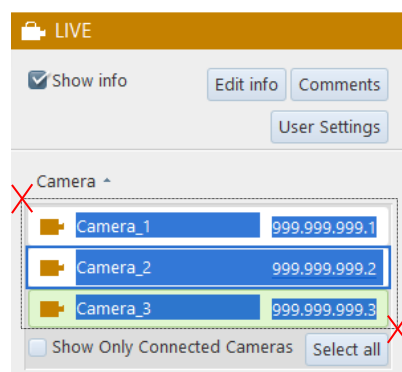 LIVE
Show info
Edit info
Comments
User Settings
Camera
Camera_1 999.999.999.1
Camera_2 999.999.999.2
Camera_3 999.999.999.3
Show Only Connected Cameras
Select all